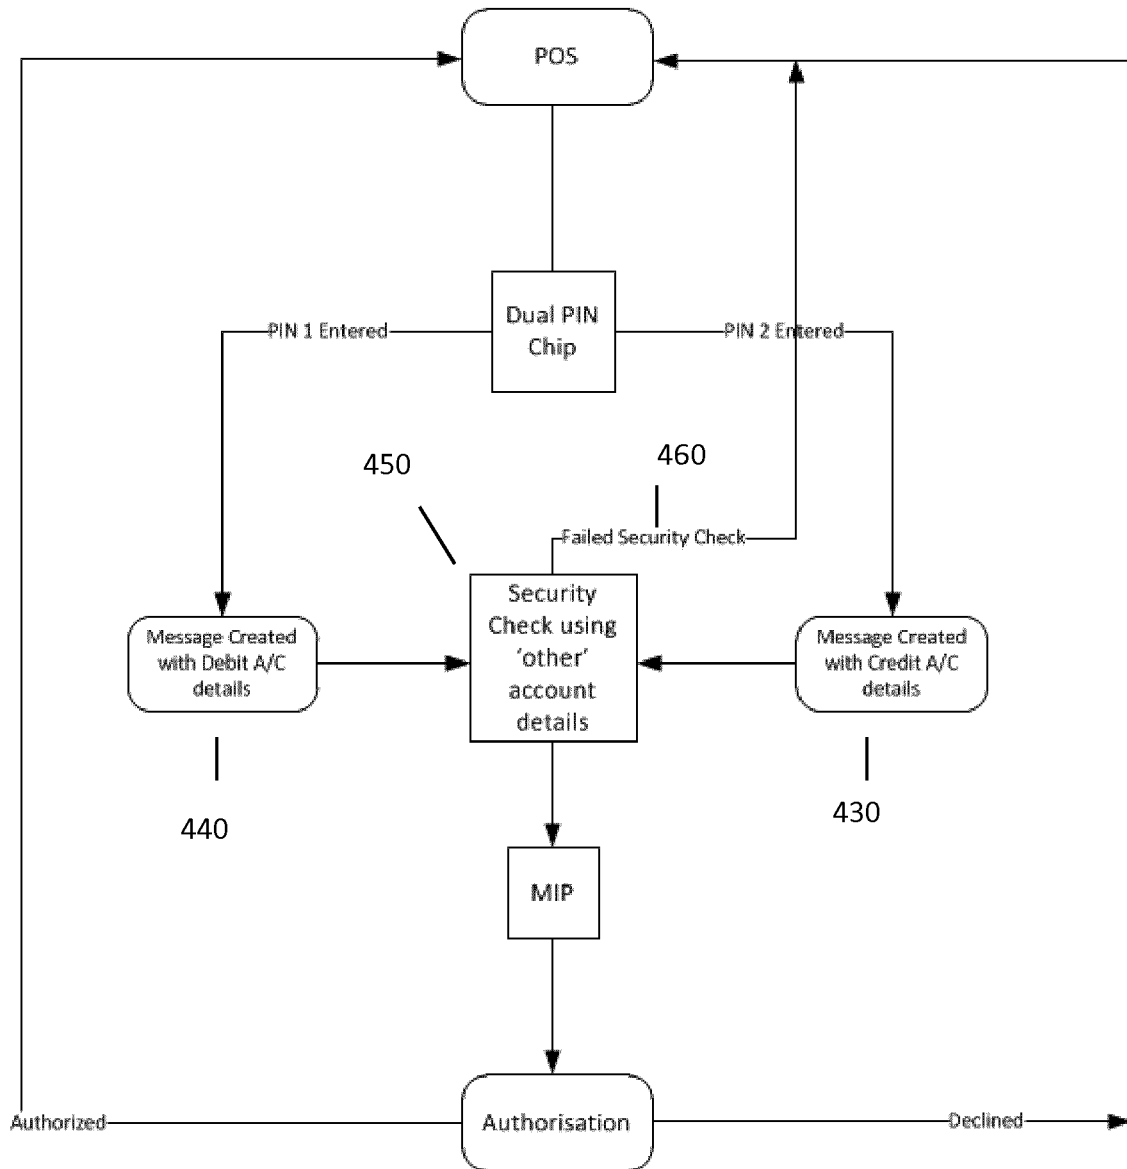 POS
Dual PIN
Chip
PIN 1 Entered
PIN 2 Entered
450
460
Failed Security Check
Security
Check using
‘other’
account
details
Message Created
with Debit A/C
details
Message Created
with Credit A/C
details
440
430
MIP
Authorisation
Authorized
Declined